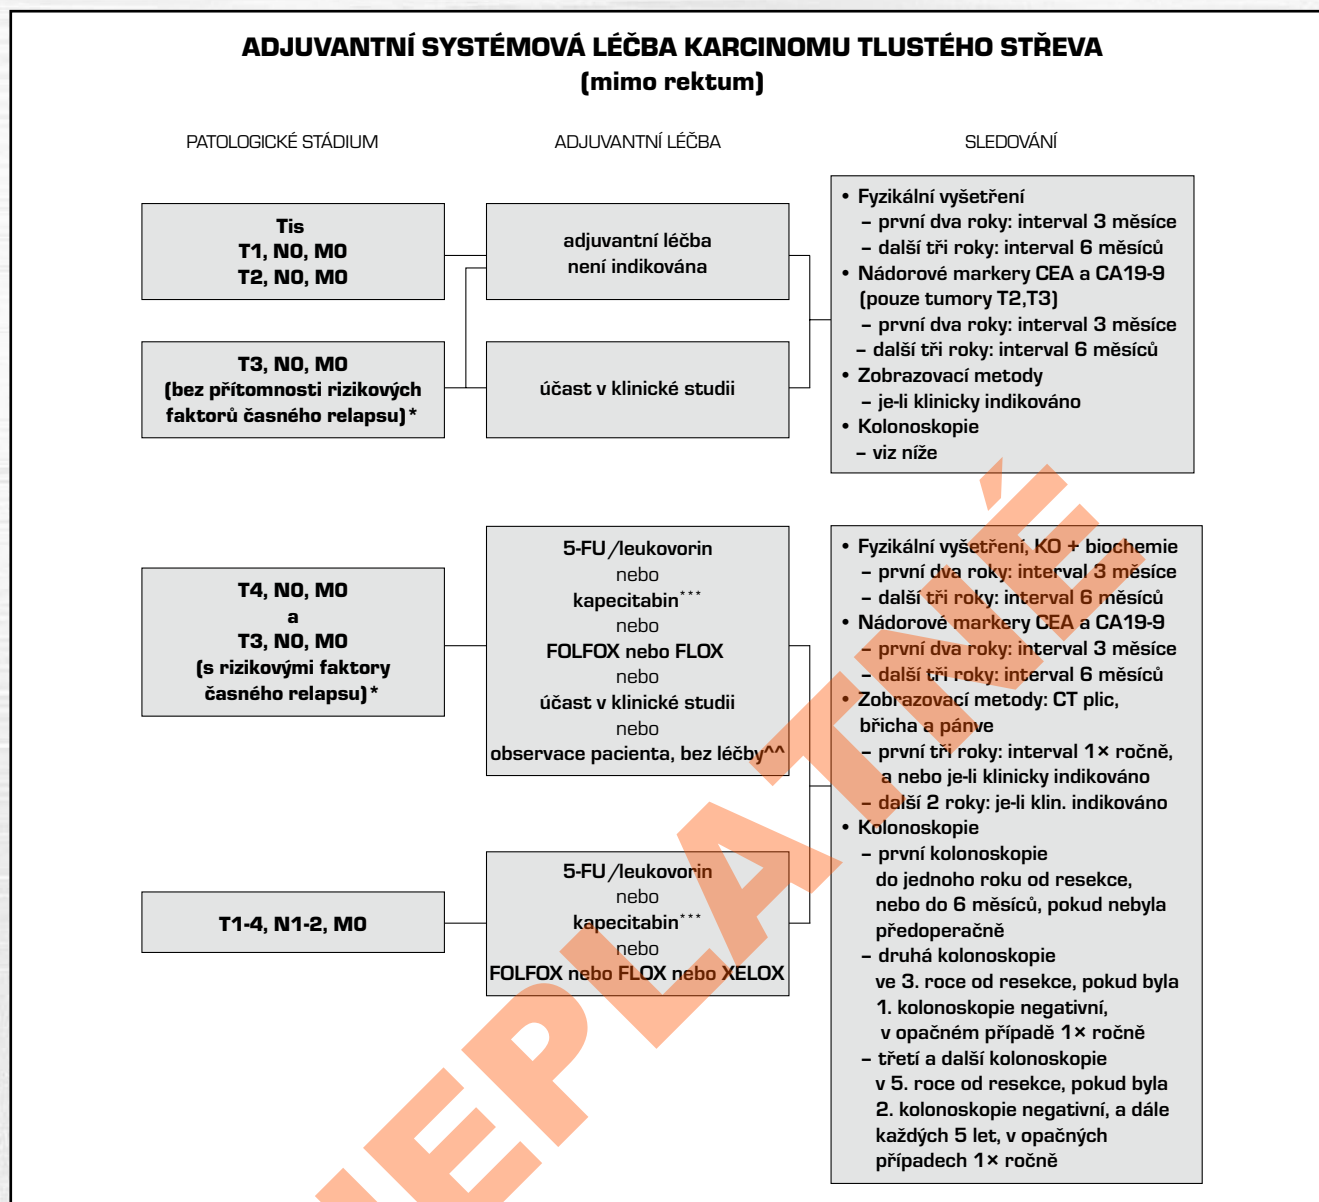 ADJUVANTNÍ SYSTÉMOVÁ LÉČBA KARCINOMU TLUSTÉHO STŘEVA
(mimo rektum)
PATOLOGICKÉ STÁDIUM
ADJUVANTNÍ LÉČBA
SLEDOVÁNÍ
Tis
T1, N0, M0
T2, N0, M0
adjuvantní léčba
není indikována
T3, N0, M0
(bez přítomnosti rizikových
faktorů časného relapsu)*
účast v klinické studii
• Fyzikální vyšetření
– první dva roky: interval 3 měsíce
– další tři roky: interval 6 měsíců
• Nádorové markery CEA a CA19-9
(pouze tumory T2,T3)
– první dva roky: interval 3 měsíce
– další tři roky: interval 6 měsíců
• Zobrazovací metody
– je-li klinicky indikováno
• Kolonoskopie
– viz níže
T4, N0, M0
a
T3, N0, M0
(s rizikovými faktory
časného relapsu)*
5-FU/leukovorin
nebo
kapecitabin***
nebo
FOLFOX nebo FLOX
nebo
účast v klinické studii
nebo
observace pacienta, bez léčby^^
T1-4, N1-2, M0
5-FU/leukovorin
nebo
kapecitabin***
nebo
FOLFOX nebo FLOX nebo XELOX
• Fyzikální vyšetření, KO + biochemie
– první dva roky: interval 3 měsíce
– další tři roky: interval 6 měsíců
• Nádorové markery CEA a CA19-9
– první dva roky: interval 3 měsíce
– další tři roky: interval 6 měsíců
• Zobrazovací metody: CT plic,
břicha a pánve
– první tři roky: interval 1× ročně,
a nebo je-li klinicky indikováno
– další 2 roky: je-li klin. indikováno
• Kolonoskopie
– první kolonoskopie
do jednoho roku od resekce,
nebo do 6 měsíců, pokud nebyla
předoperačně
– druhá kolonoskopie
ve 3. roce od resekce, pokud byla
1. kolonoskopie negativní,
v opačném případě 1× ročně
– třetí a další kolonoskopie
v 5. roce od resekce, pokud byla
2. kolonoskopie negativní, a dále
každých 5 let, v opačných
případech 1× ročně
NEPLATNÉ